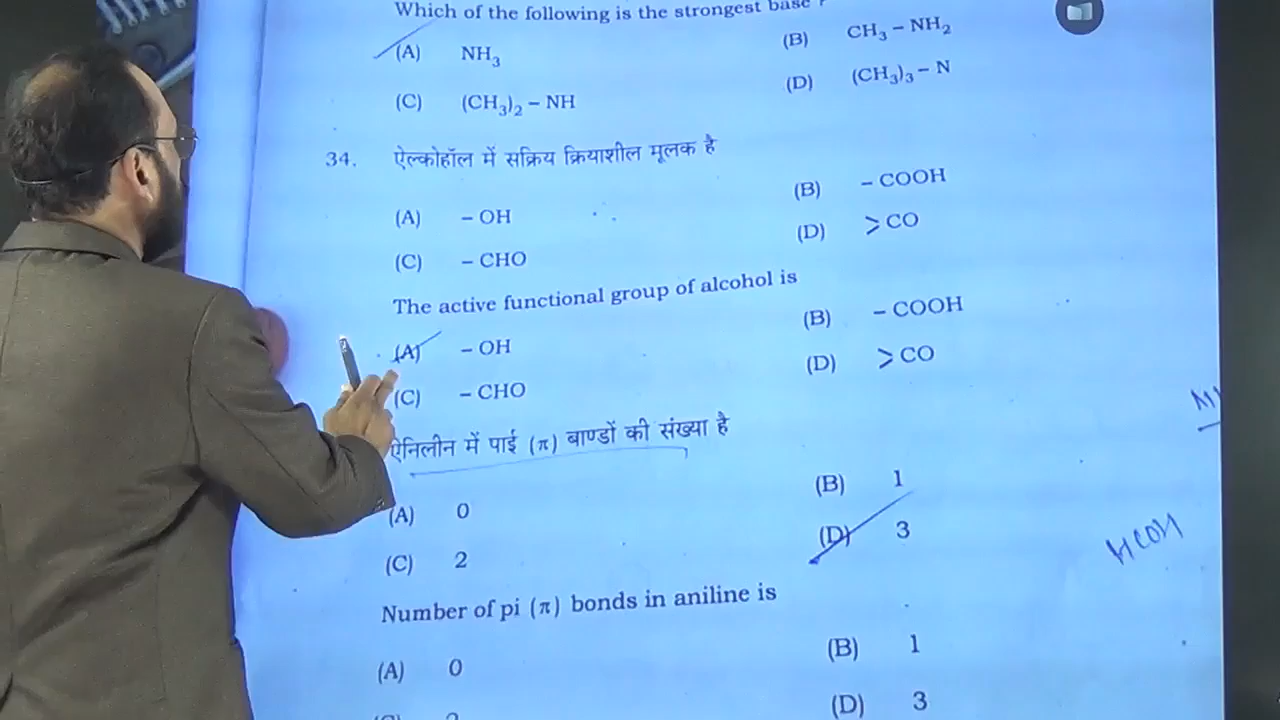 Which of the following is the strongest base ?
(A) NH₃ (B) CH₃ – NH₂
(C) (CH₃)₂ – NH (D) (CH₃)₃ – N
34. ऐल्कोहॉल में सक्रिय क्रियाशील मूलक है
(A) – OH (B) – COOH
(C) – CHO (D) >CO
The active functional group of alcohol is
(A) – OH (B) – COOH
(C) – CHO (D) >CO
ऐनिलीन में पाई (π) बाण्डों की संख्या है
(A) 0 (B) 1
(C) 2 (D) 3
HCOH
Number of pi (π) bonds in aniline is
(A) 0 (B) 1
(D) 3